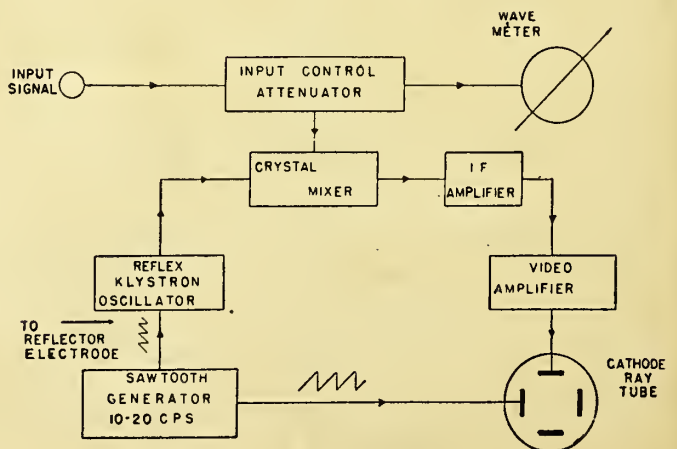 WAVE
METER
INPUT
SIGNAL
INPUT CONTROL
ATTENUATOR
CRYSTAL
MIXER
I F
AMPLIFIER
REFLEX
KLYSTRON
OSCILLATOR
VIDEO
AMPLIFIER
TO
REFLECTOR
ELECTRODE
SAWTOOTH
GENERATOR
10-20 CPS
CATHODE
RAY
TUBE